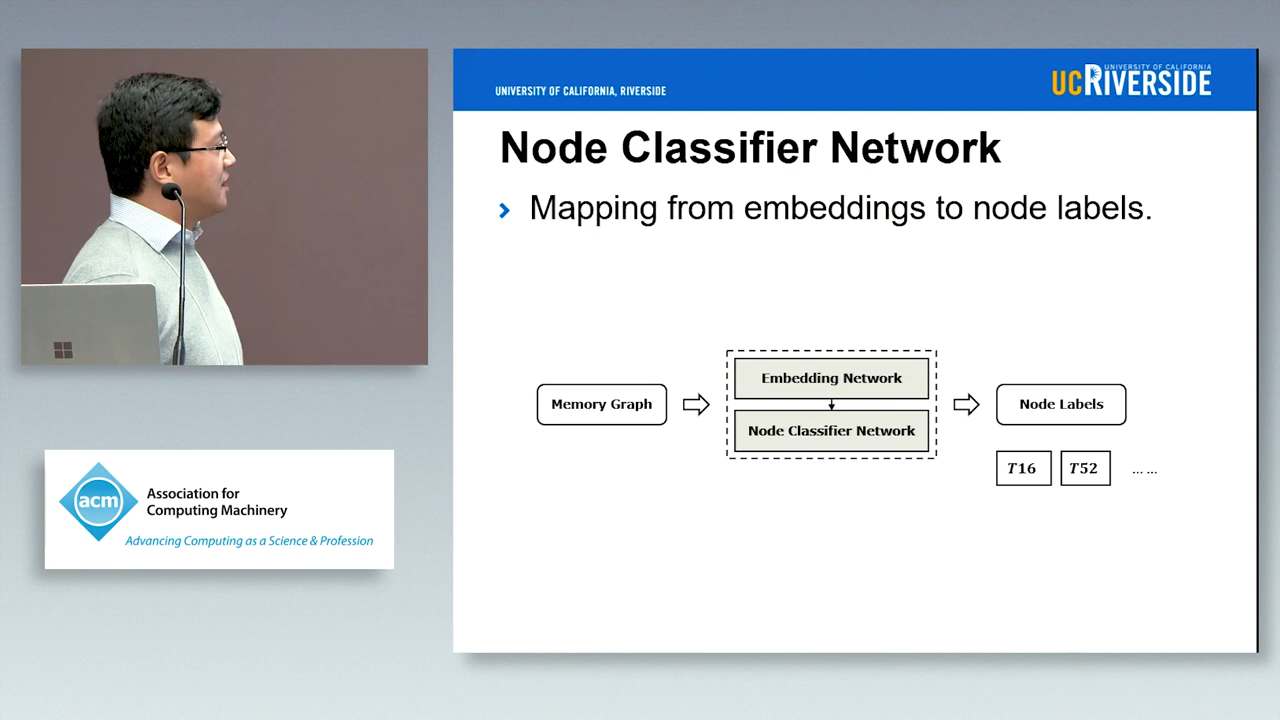 UNIVERSITY OF CALIFORNIA, RIVERSIDE
UNIVERSITY OF CALIFORNIA
UCRIVERSIDE
Node Classifier Network
Mapping from embeddings to node labels.
Embedding Network
Memory Graph
Node Classifier Network
Node Labels
T16
T52
... ...
acm
Association for
Computing Machinery
Advancing Computing as a Science & Profession